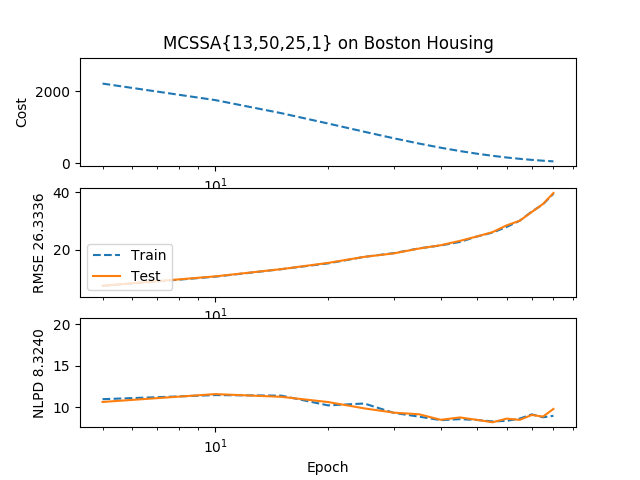 MCSSA{13,50,25,1} on Boston Housing
2000
0
Cost
10¹
40
20
RMSE 26.3336
Train
Test
10¹
20
15
10
NLPD 8.3240
10¹
Epoch